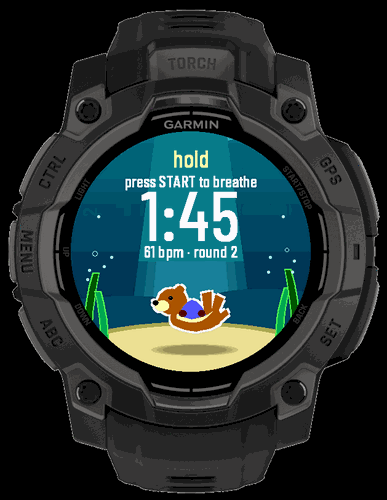 TORCH
GARMIN
CTRL
GPS
LIGHT
START/STOP
hold
press START to breathe
1:45
61 bpm · round 2
MENU
UP
DOWN
BACK
ABC
SET